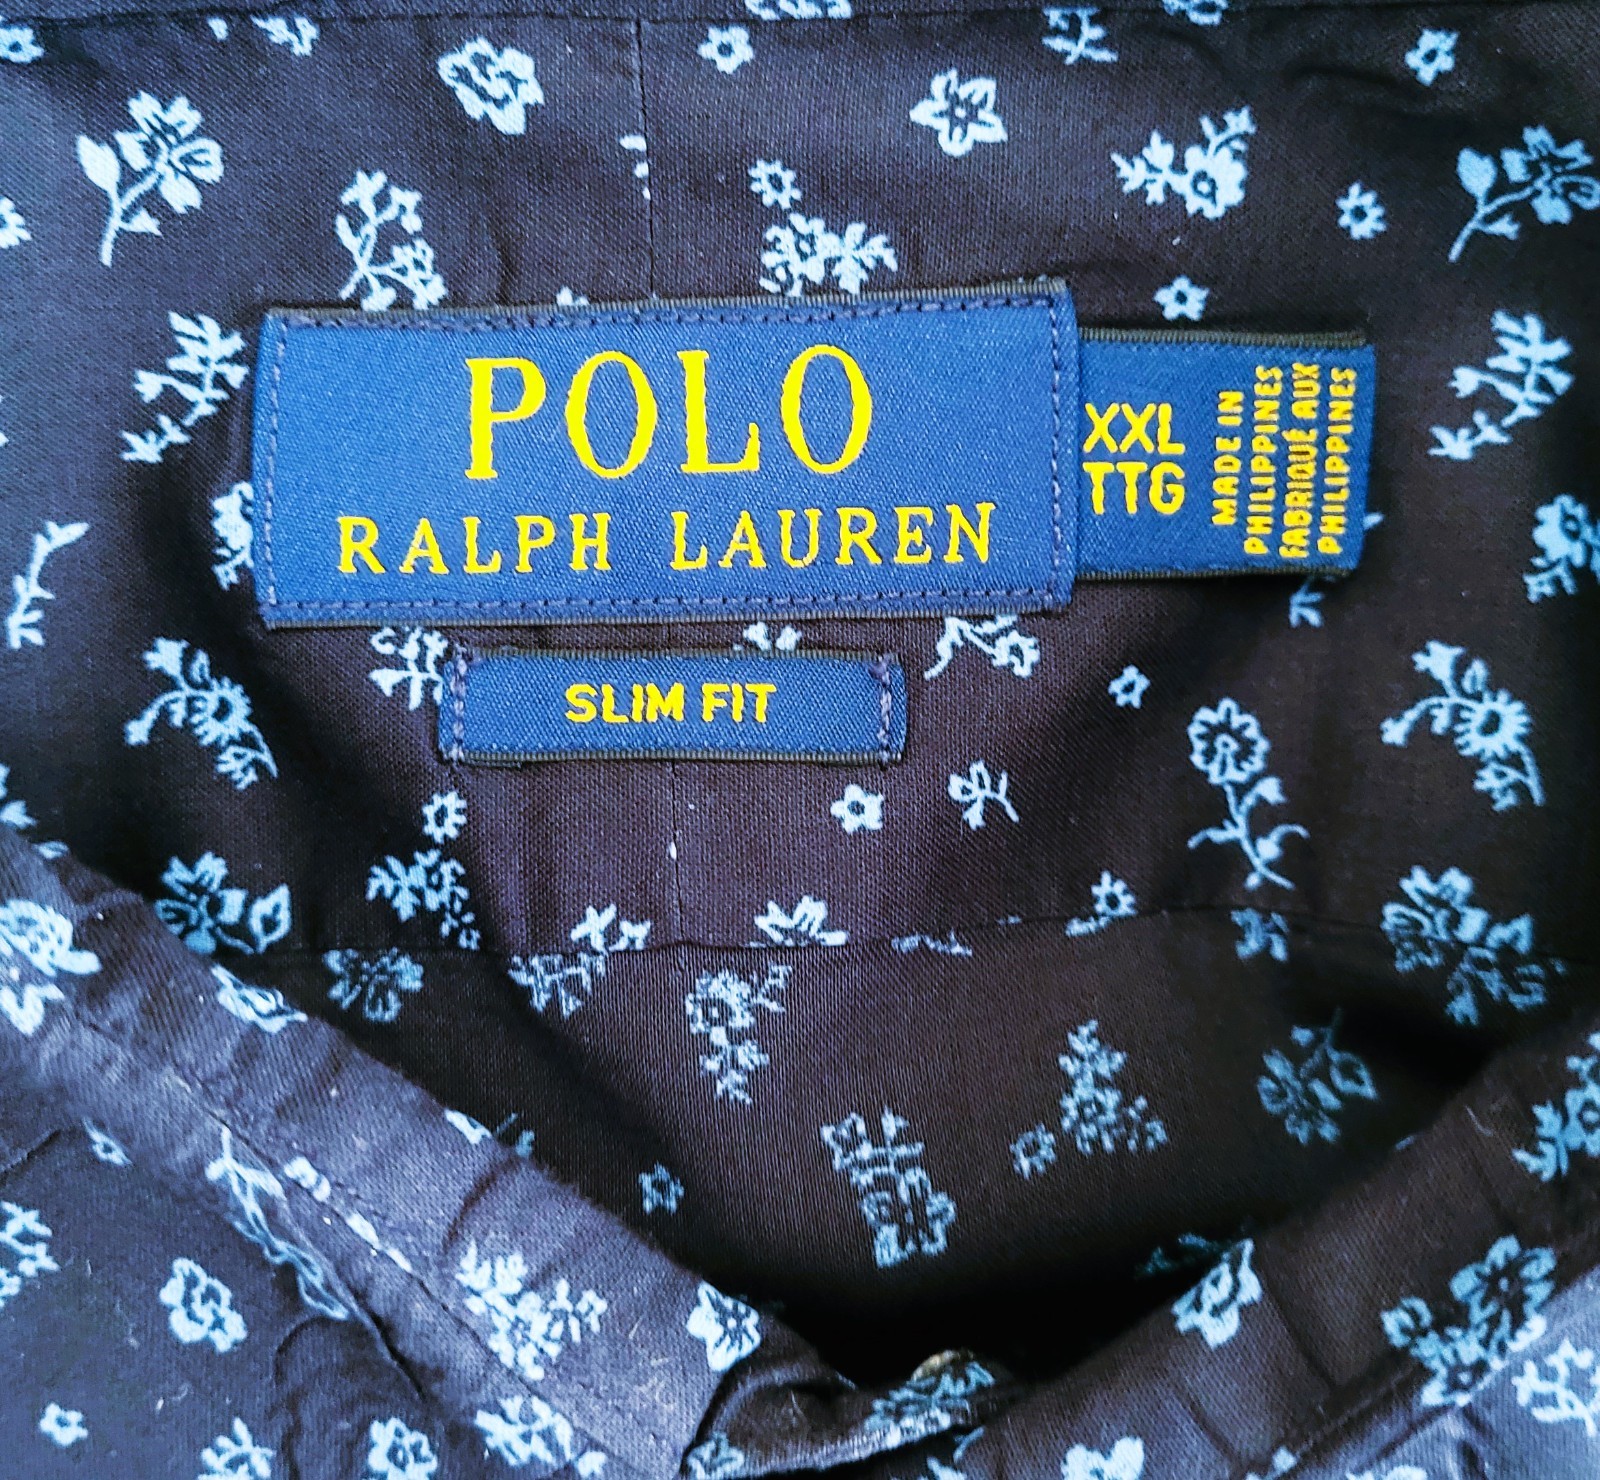 POLO
RALPH LAUREN
XXL
TTG
MADE IN
PHILIPPINES
FABRIQUÉ AUX
PHILIPPINES
SLIM FIT